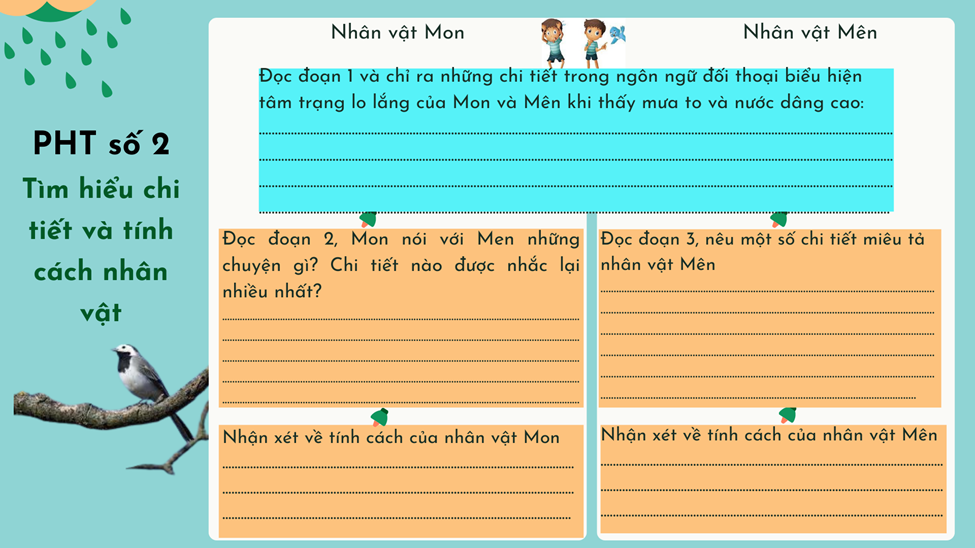 PHT số 2
Tìm hiểu chi
tiết và tính
cách nhân
vật
Nhân vật Mon
Nhân vật Mên
Đọc đoạn 1 và chỉ ra những chi tiết trong ngôn ngữ đối thoại biểu hiện
tâm trạng lo lắng của Mon và Mên khi thấy mưa to và nước dâng cao:
Đọc đoạn 2, Mon nói với Men những
chuyện gì? Chi tiết nào được nhắc lại
nhiều nhất?
Đọc đoạn 3, nêu một số chi tiết miêu tả
nhân vật Mên
Nhận xét về tính cách của nhân vật Mon
Nhận xét về tính cách của nhân vật Mên